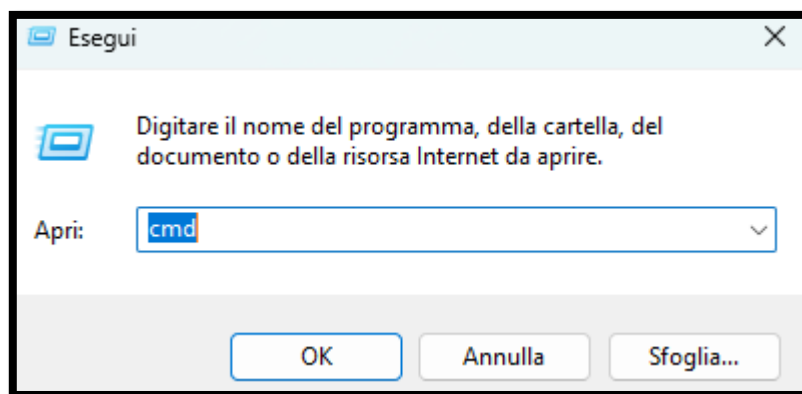 Esegui
Digitare il nome del programma, della cartella, del
documento o della risorsa Internet da aprire.
Apri: cmd
OK Annulla Sfoglia...